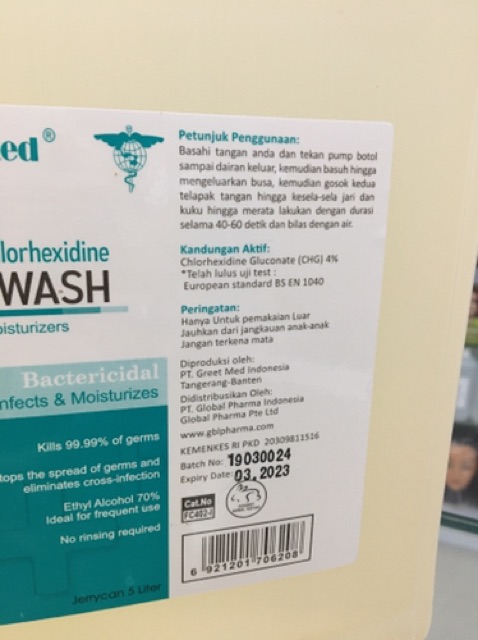 ed®
lorhexidine
WASH
oisturizers
Bactericidal
nfects & Moisturizes
Kills 99.99% of germs
tops the spread of germs and
eliminates cross-infection
Ethyl Alcohol 70%
Ideal for frequent use
No rinsing required
Jerrycan 5 Liter
Petunjuk Penggunaan:
Basahi tangan anda dan tekan pump botol
sampai dairan keluar, kemudian basuh hingga
mengeluarkan busa, kemudian gosok kedua
telapak tangan hingga kesela-sela jari dan
kuku hingga merata lakukan dengan durasi
selama 40-60 detik dan bilas dengan air.
Kandungan Aktif:
Chlorhexidine Gluconate (CHG) 4%
*Telah lulus uji test :
European standard BS EN 1040
Peringatan:
Hanya Untuk pemakaian Luar
Jauhkan dari jangkauan anak-anak
Jangan terkena mata
Diproduksi oleh:
PT. Greet Med Indonesia
Tangerang-Banten
Didistribusikan Oleh:
PT. Global Pharma Indonesia
Global Pharma Pte Ltd
www.gblpharma.com
KEMENKES RI PKD 20309811516
Batch No: 19030024
Expiry Date: 03.2023
Cat.No
FC402-I
6 921201 706208